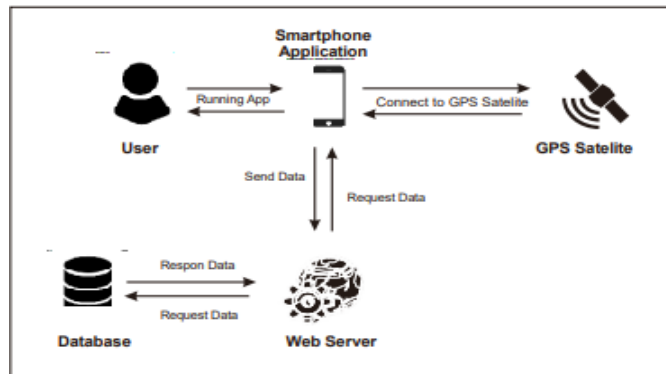 Smartphone
Application
Running App
Connect to GPS Satelite
User
GPS Satelite
Send Data
Request Data
Respon Data
Request Data
Database
Web Server